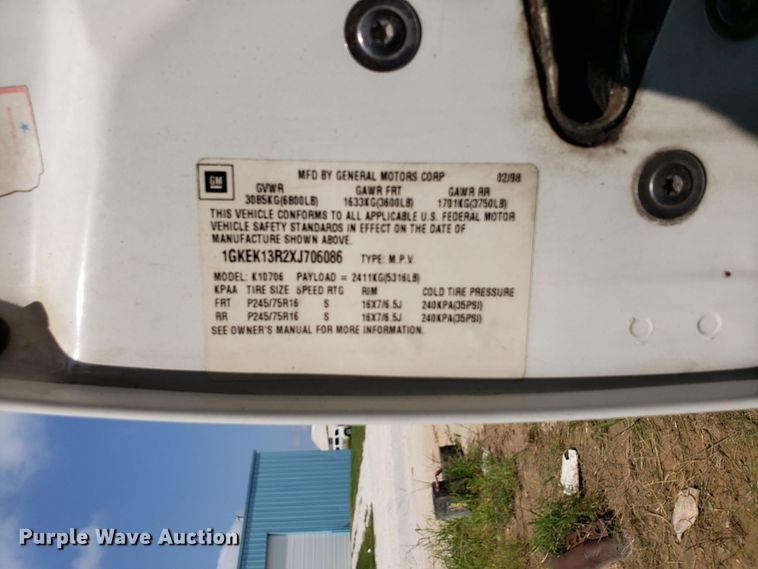 GM
MFD BY GENERAL MOTORS CORP 02/98
GVWR GAWR FRT GAWR RR
3085KG(6800LB) 1633KG(3600LB) 1701KG(3750LB)
THIS VEHICLE CONFORMS TO ALL APPLICABLE U.S. FEDERAL MOTOR
VEHICLE SAFETY STANDARDS IN EFFECT ON THE DATE OF
MANUFACTURE SHOWN ABOVE.
1GKEK13R2XJ706086 TYPE: M.P.V.
MODEL: K10706 PAYLOAD = 2411KG(5316LB)
KPAA TIRE SIZE SPEED RTG RIM COLD TIRE PRESSURE
FRT P245/75R16 S 16X7/6.5J 240KPA(35PSI)
RR P245/75R16 S 16X7/6.5J 240KPA(35PSI)
SEE OWNER'S MANUAL FOR MORE INFORMATION.
Purple Wave Auction